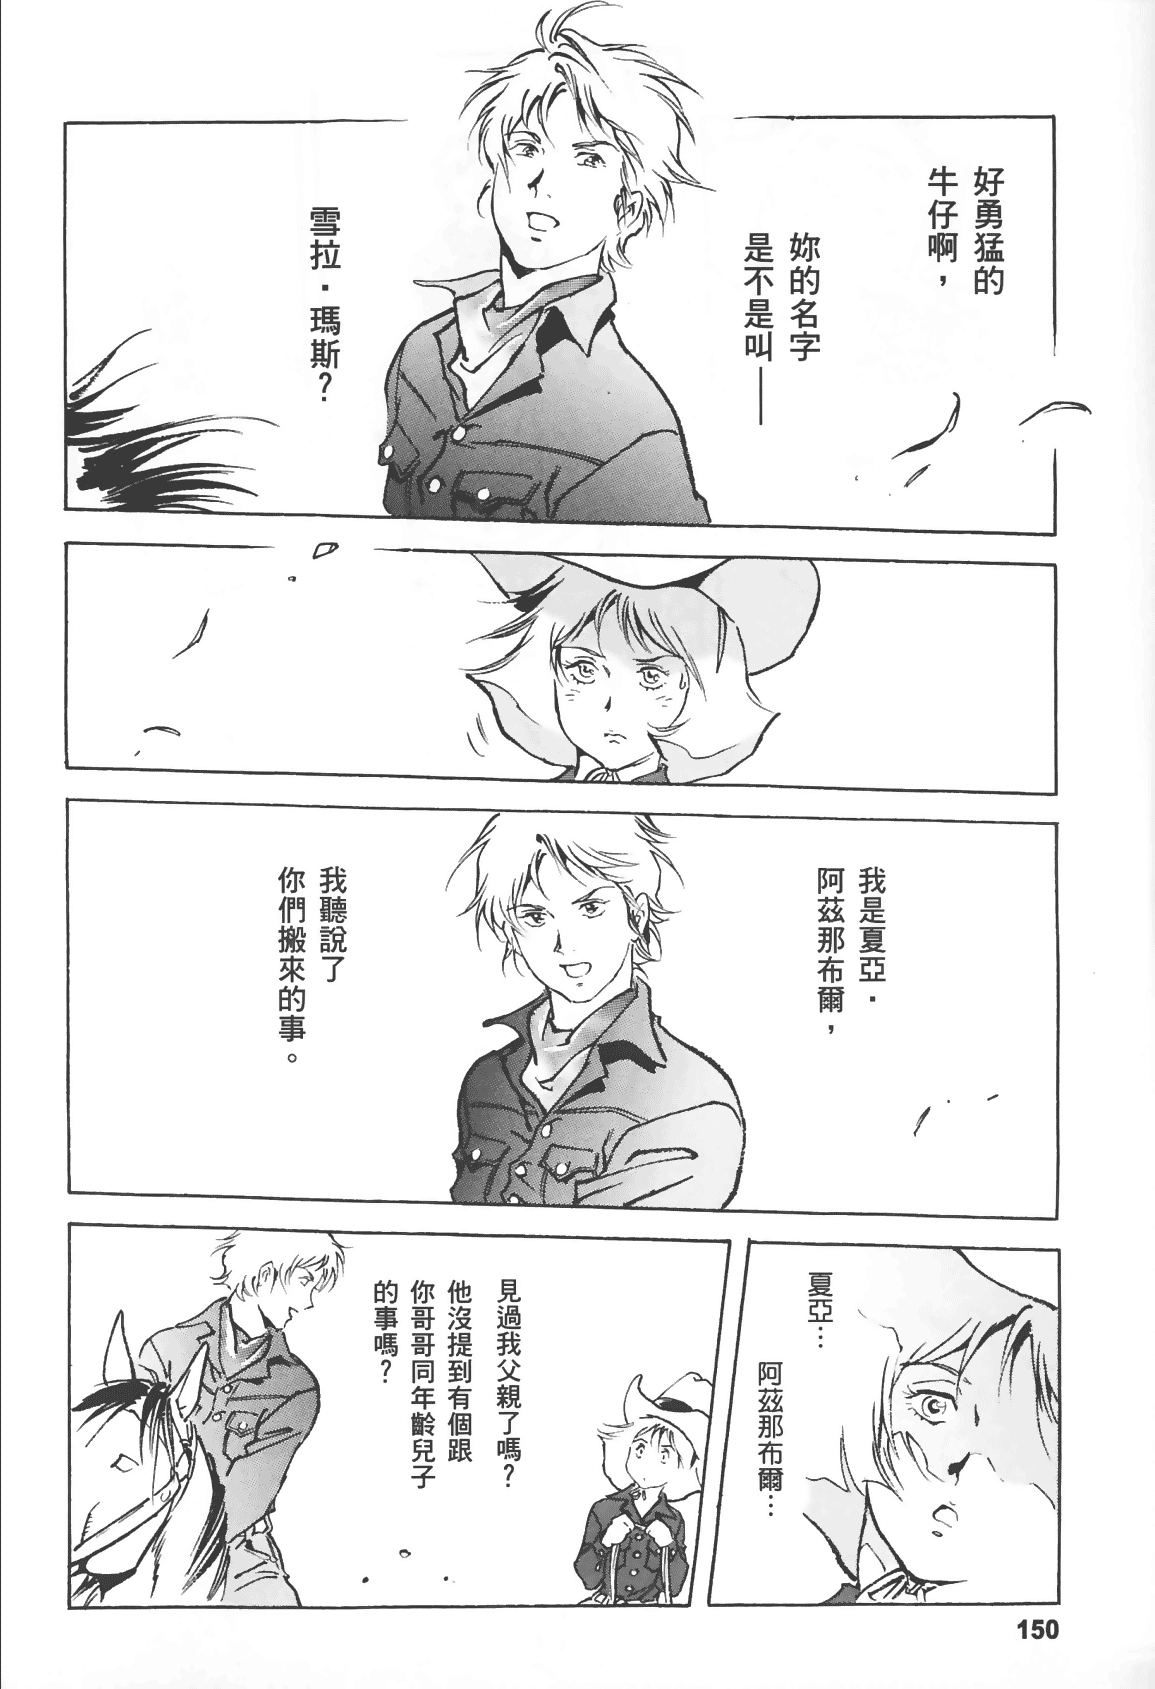 好勇猛的
牛仔啊，
妳的名字
是不是叫——
雪拉·瑪斯？
我是夏亞·
阿茲那布爾，
我聽說了
你們搬來的事。
夏亞…
阿茲那布爾…
見過我父親了嗎？
他沒提到有個跟
你哥哥同年齡兒子
的事嗎？
150